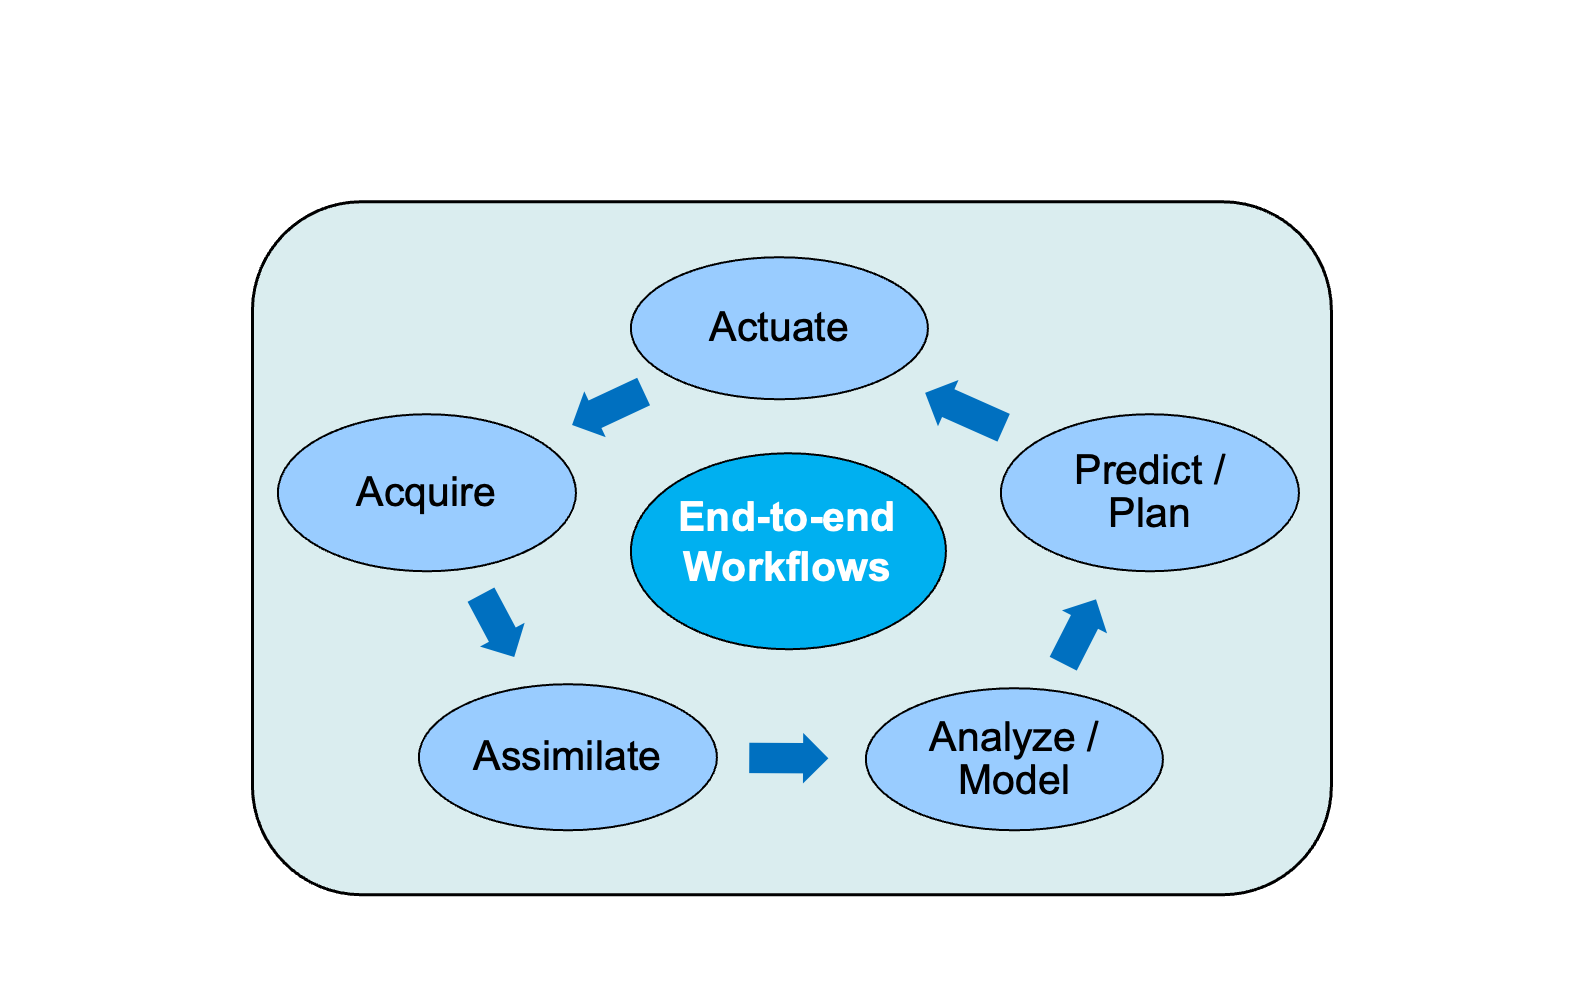 Actuate
Acquire
Predict /
Plan
End-to-end
Workflows
Assimilate
Analyze /
Model